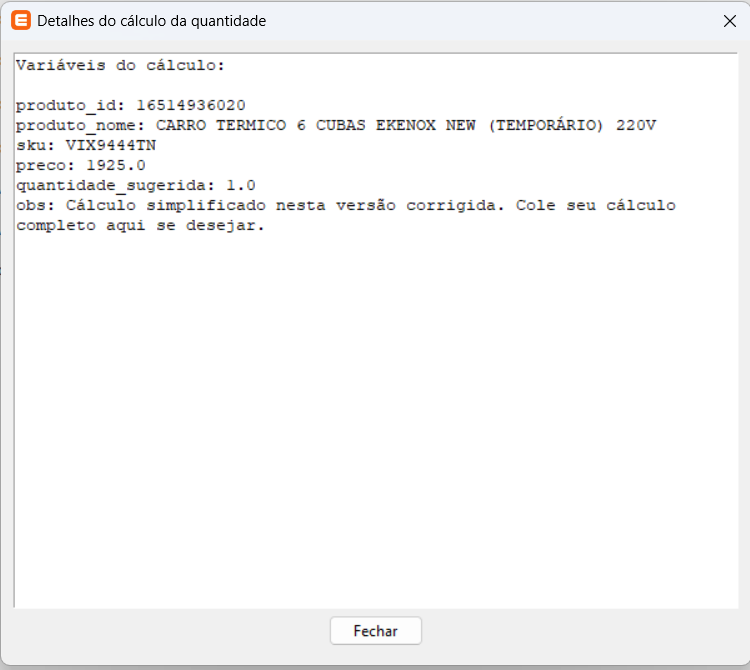 Detalhes do cálculo da quantidade
Variáveis do cálculo:
produto_id: 16514936020
produto_nome: CARRO TERMICO 6 CUBAS EKENOX NEW (TEMPORÁRIO) 220V
sku: VIX9444TN
preco: 1925.0
quantidade_sugerida: 1.0
obs: Cálculo simplificado nesta versão corrigida. Cole seu cálculo
completo aqui se desejar.
Fechar